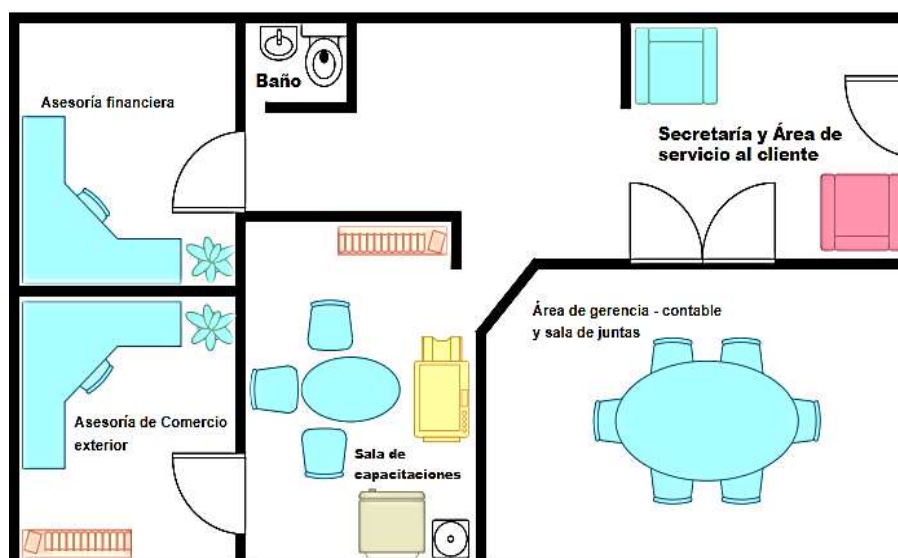 Baño
Asesoría financiera
Secretaría y Área de
servicio al cliente
Área de gerencia - contable
y sala de juntas
Asesoría de Comercio
exterior
Sala de
capacitaciones